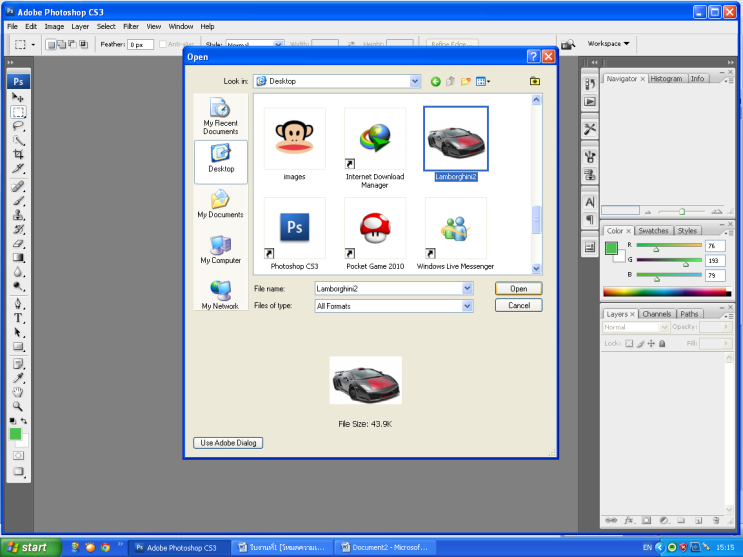 Adobe Photoshop CS3
File Edit Image Layer Select Filter View Window Help
Feather: 0 px Anti-alias Style: Normal Width: Height: Refine Edge... Workspace
Open
Look in: Desktop
My Recent Documents
Desktop
My Documents
My Computer
My Network
images
Internet Download Manager
Lamborghini2
Photoshop CS3
Pocket Game 2010
Windows Live Messenger
File name: Lamborghini2 Open
Files of type: All Formats Cancel
File Size: 43.9K
Use Adobe Dialog
Ps
Navigator × Histogram Info
Color × Swatches Styles
R 76
G 193
B 79
Layers × Channels Paths
Normal Opacity:
Lock: Fill:
start
Adobe Photoshop CS3
ใบงานที่1 [โหมดความเ...
Document2 - Microsof...
EN 15:15